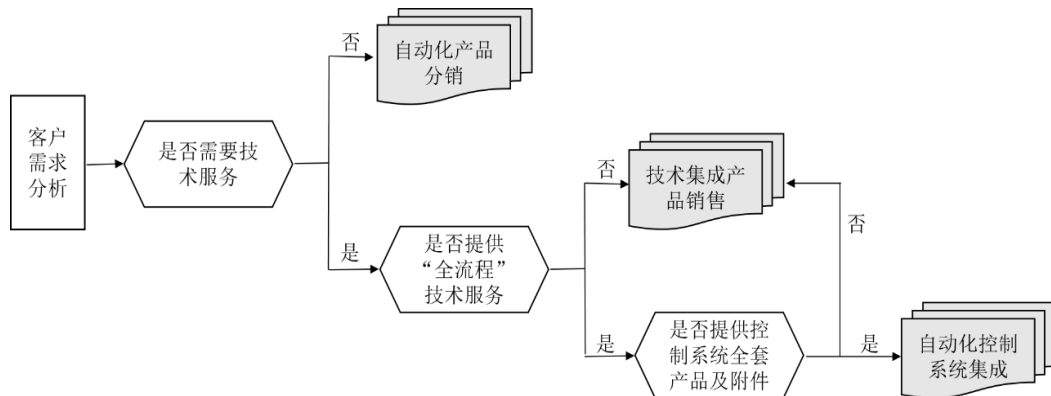 客户
需求
分析
是否需要技
术服务
否
自动化产品
分销
是
是否提供
“全流程”
技术服务
否
技术集成产
品销售
是
是否提供控
制系统全套
产品及附件
否
是
自动化控制
系统集成